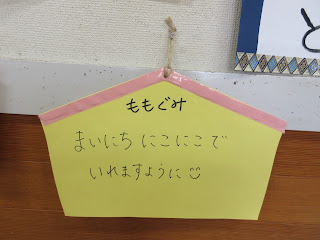 ももぐみ
まいにち にこにこで
いれますように☺
と